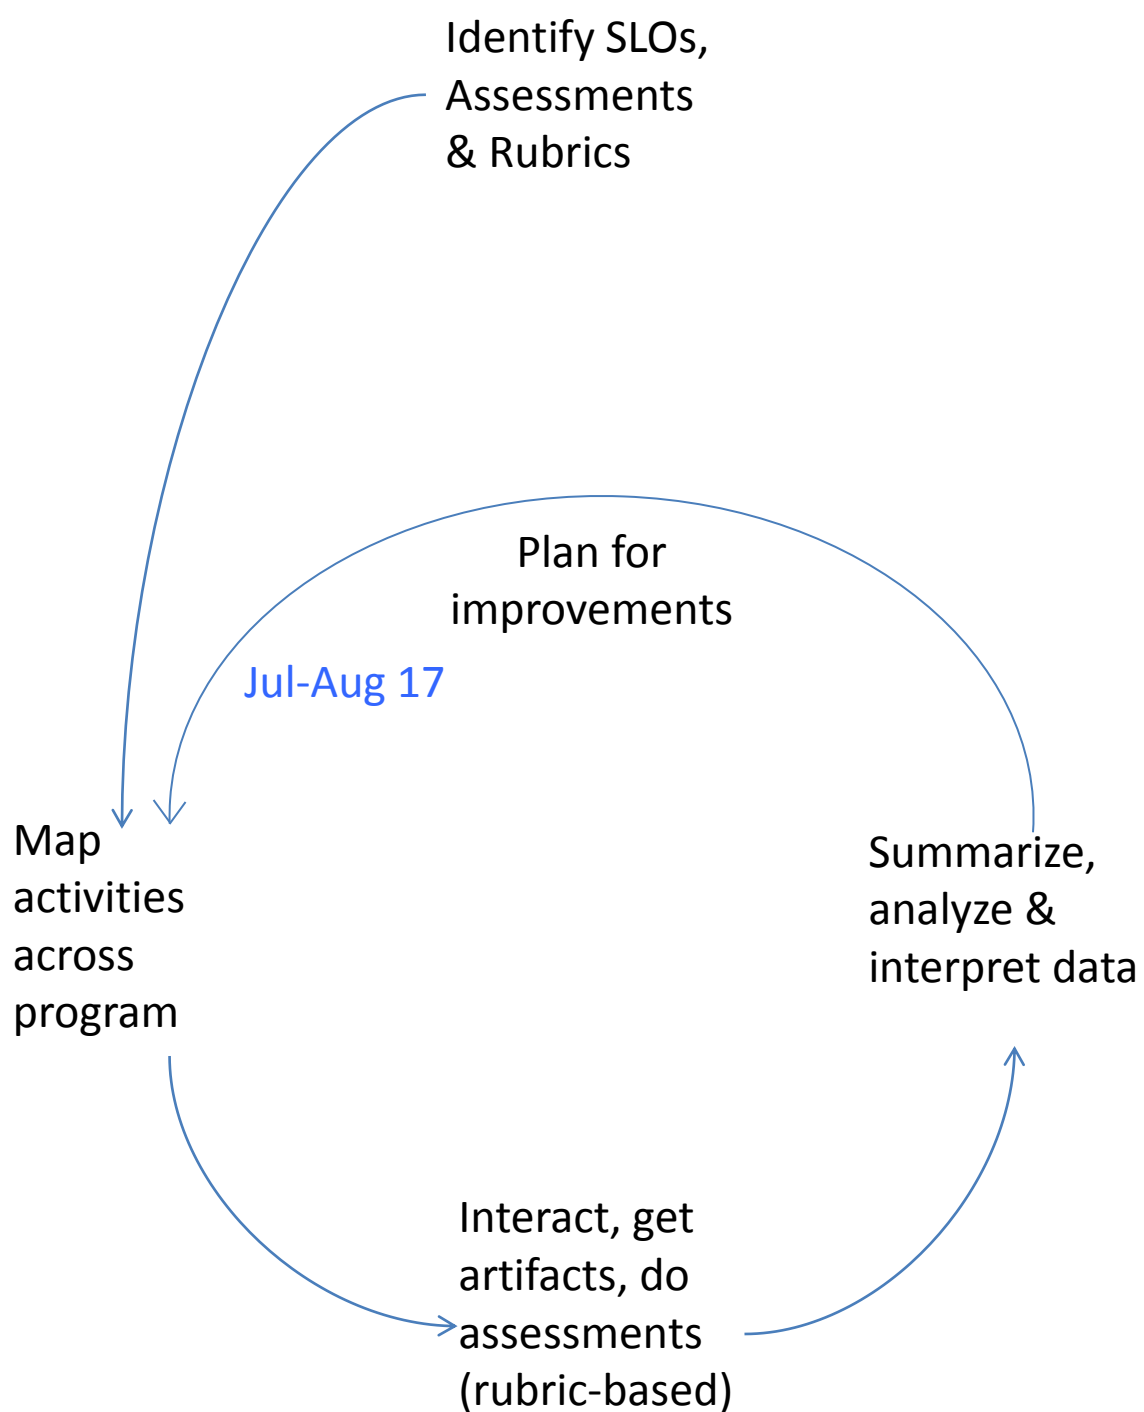 Identify SLOs,
Assessments
& Rubrics
Plan for
improvements
Jul-Aug 17
Map
activities
across
program
Summarize,
analyze &
interpret data
Interact, get
artifacts, do
assessments
(rubric-based)